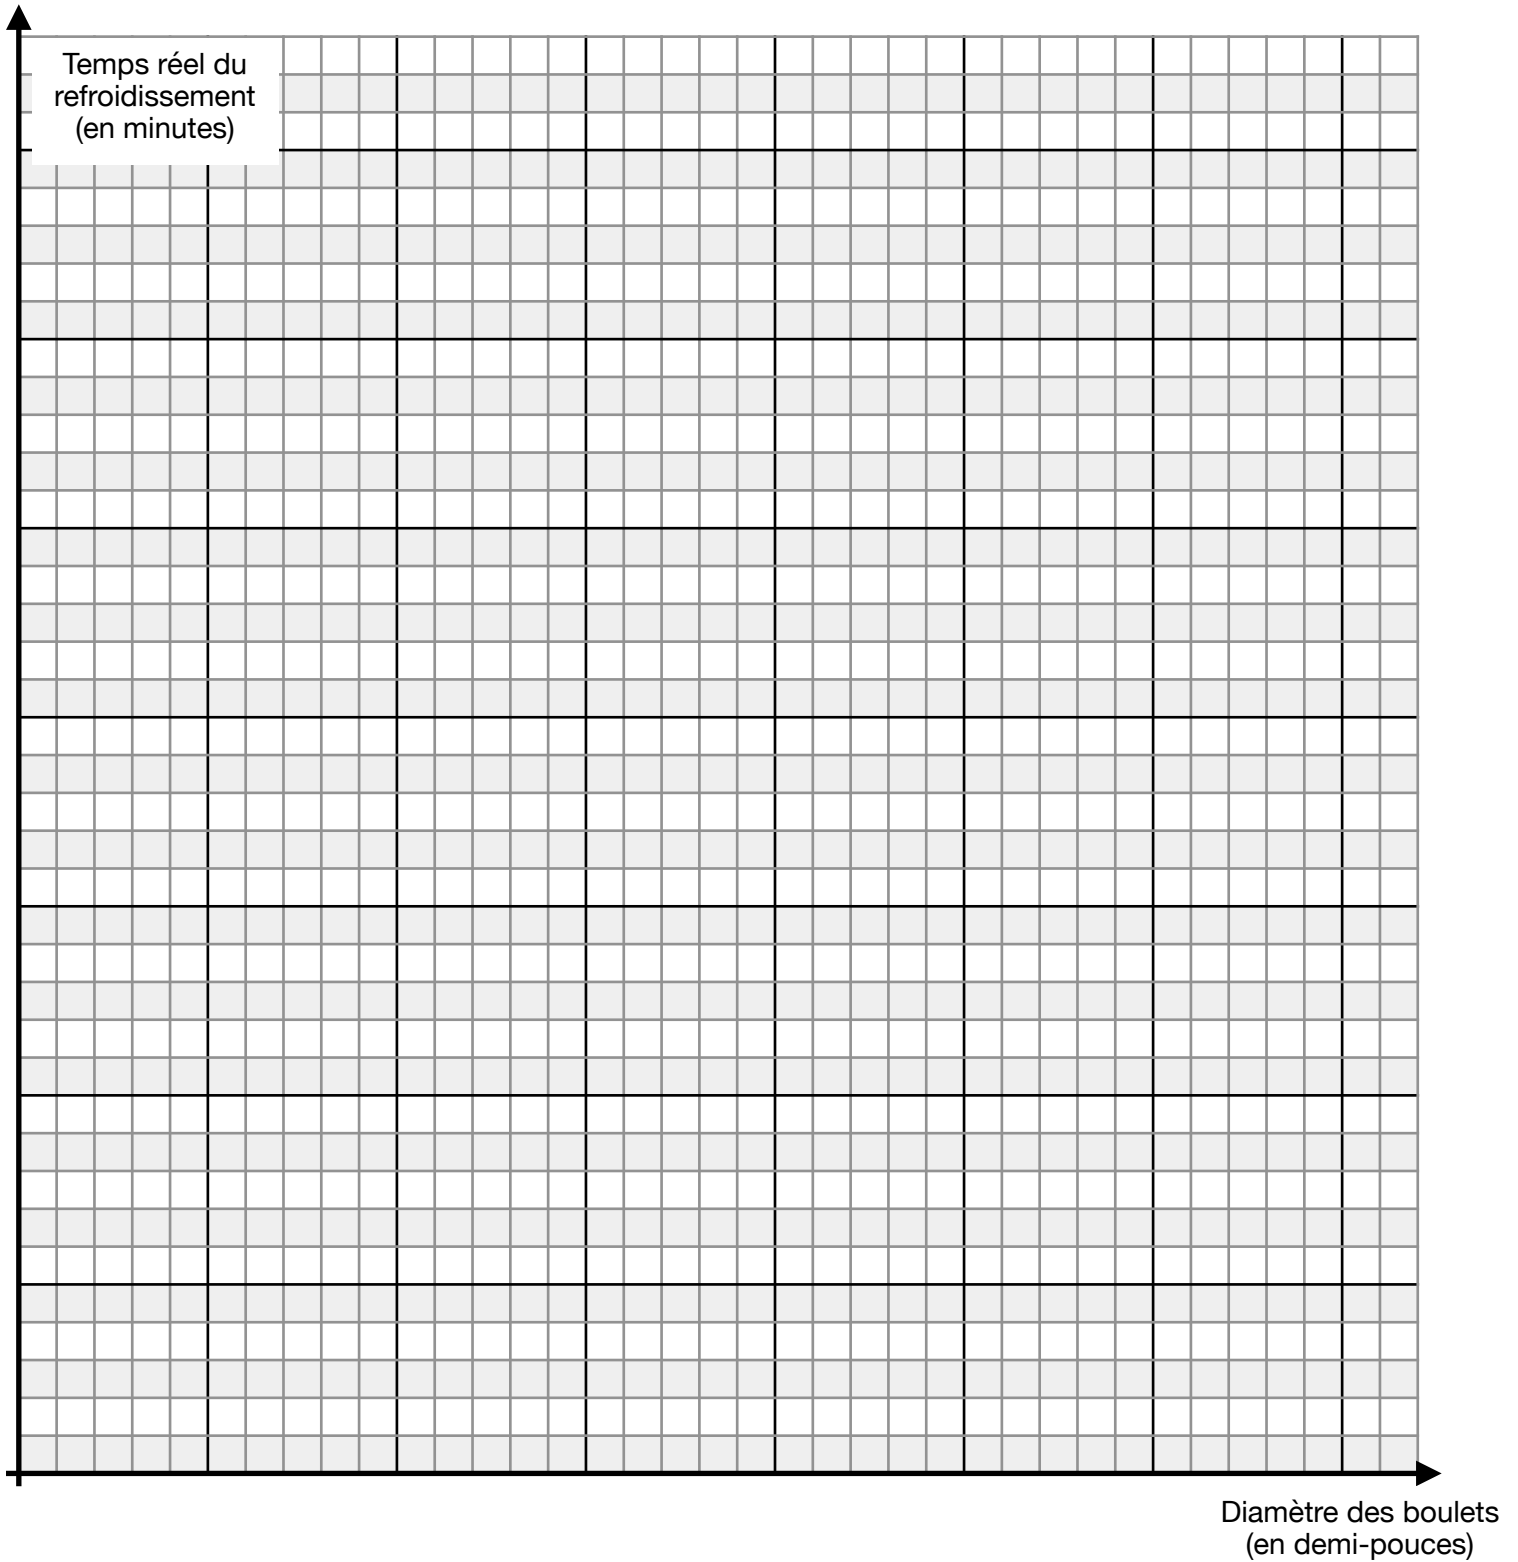 Temps réel du
refroidissement
(en minutes)
Diamètre des boulets
(en demi-pouces)